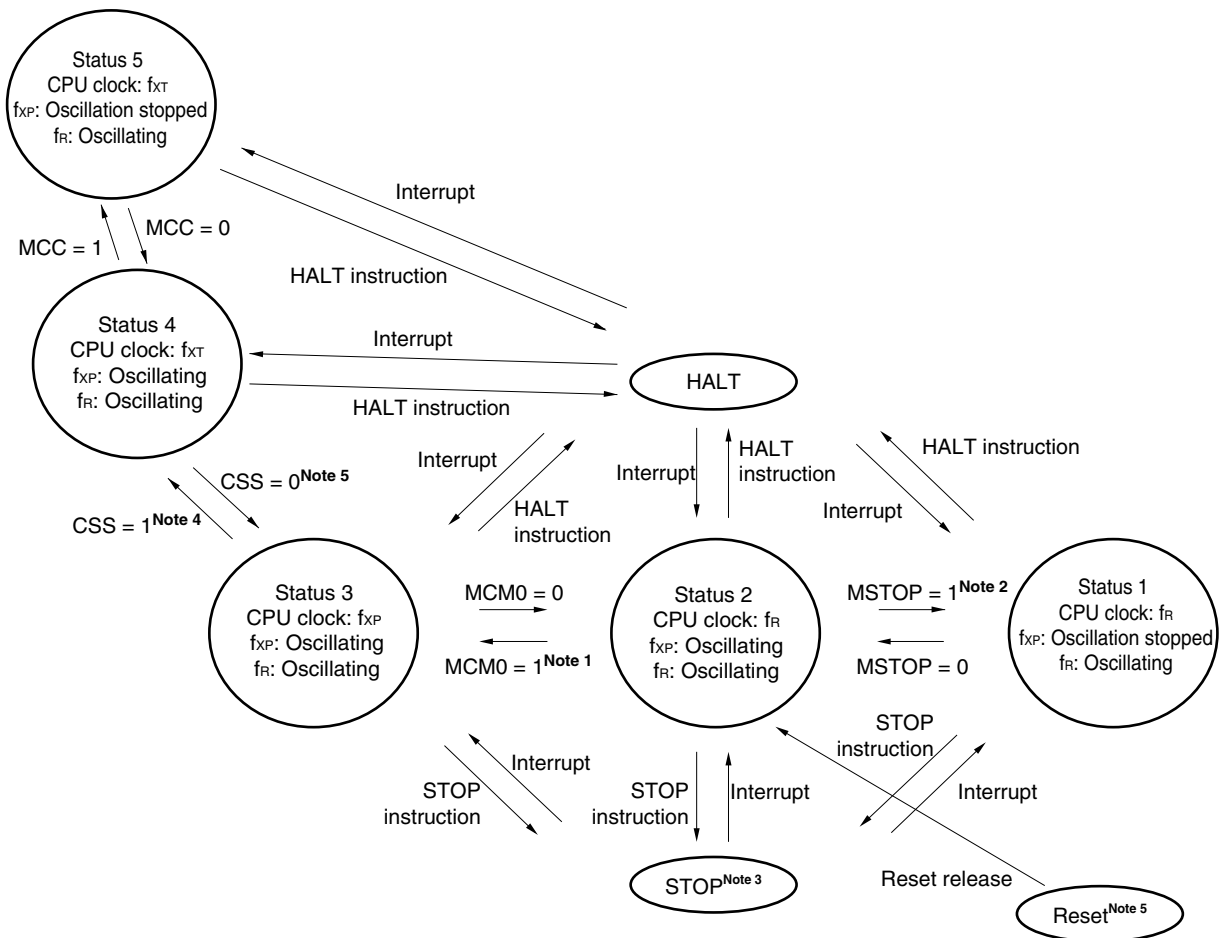 Status 5
CPU clock: fXT
fXP: Oscillation stopped
fR: Oscillating
Interrupt
MCC = 1
MCC = 0
HALT instruction
Status 4
CPU clock: fXT
fXP: Oscillating
fR: Oscillating
Interrupt
HALT instruction
HALT
CSS = 0Note 5
CSS = 1Note 4
Interrupt
HALT
instruction
Interrupt
HALT
instruction
HALT instruction
Interrupt
Status 3
CPU clock: fXP
fXP: Oscillating
fR: Oscillating
MCM0 = 0
MCM0 = 1Note 1
Status 2
CPU clock: fR
fXP: Oscillating
fR: Oscillating
MSTOP = 1Note 2
MSTOP = 0
Status 1
CPU clock: fR
fXP: Oscillation stopped
fR: Oscillating
STOP
instruction
Interrupt
STOP
instruction
Interrupt
STOP
instruction
Interrupt
STOPNote 3
Reset release
ResetNote 5